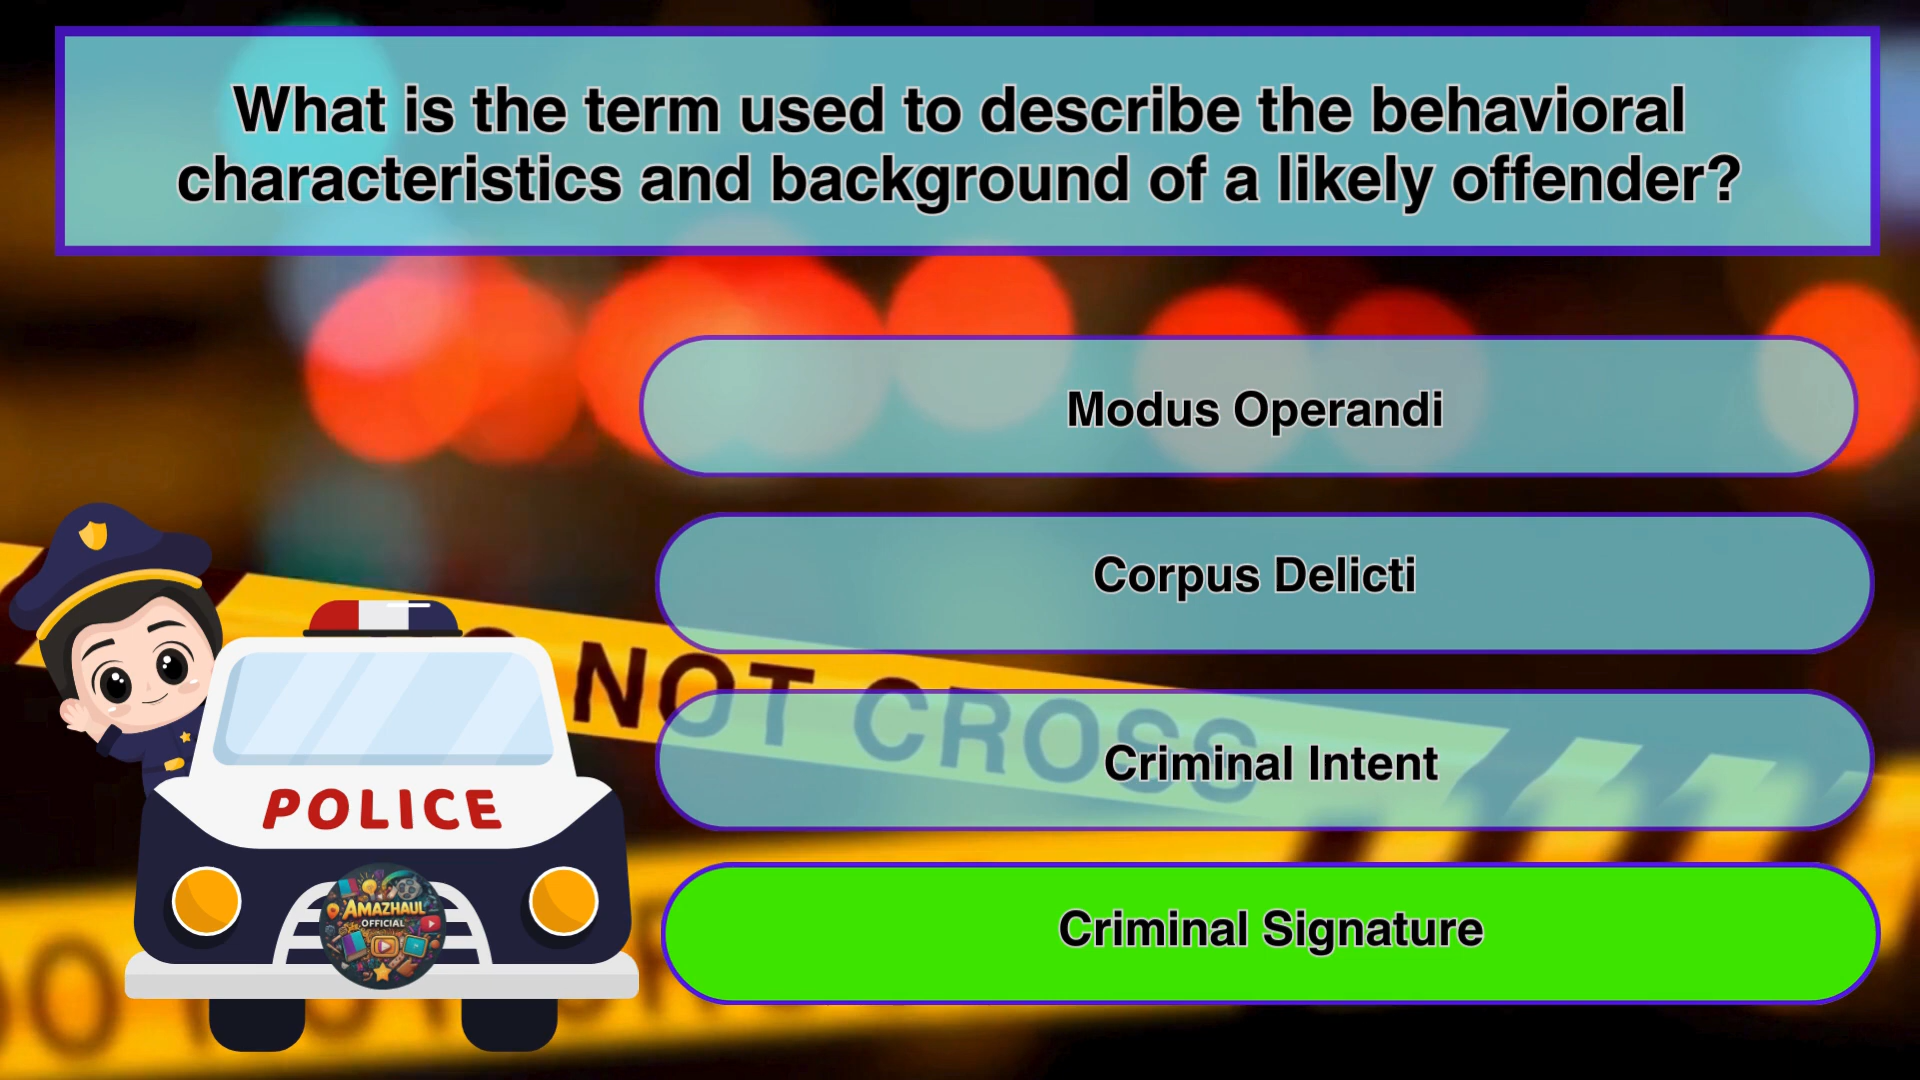 What is the term used to describe the behavioral
characteristics and background of a likely offender?
Modus Operandi
Corpus Delicti
NOT CROSS
Criminal Intent
POLICE
AMAZHAUL
OFFICIAL
Criminal Signature